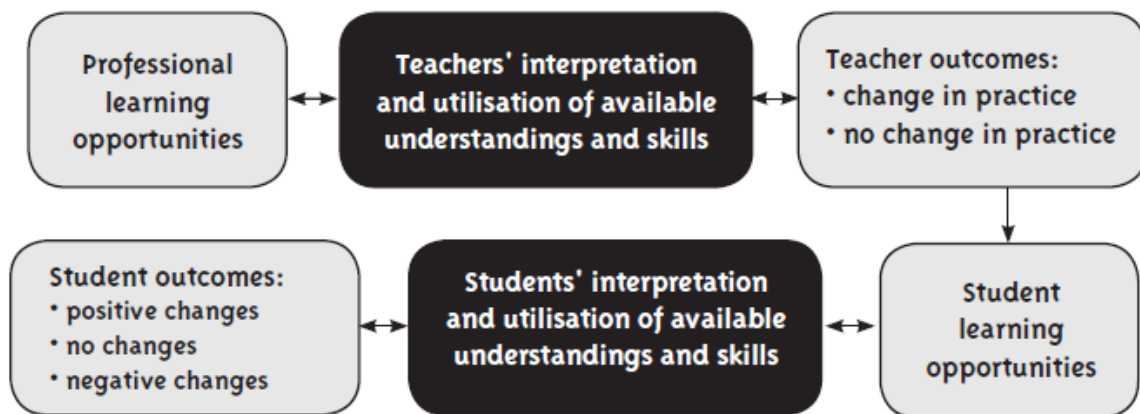 Professional
learning
opportunities
Teachers' interpretation
and utilisation of available
understandings and skills
Teacher outcomes:
• change in practice
• no change in practice
Student outcomes:
• positive changes
• no changes
• negative changes
Students' interpretation
and utilisation of available
understandings and skills
Student
learning
opportunities